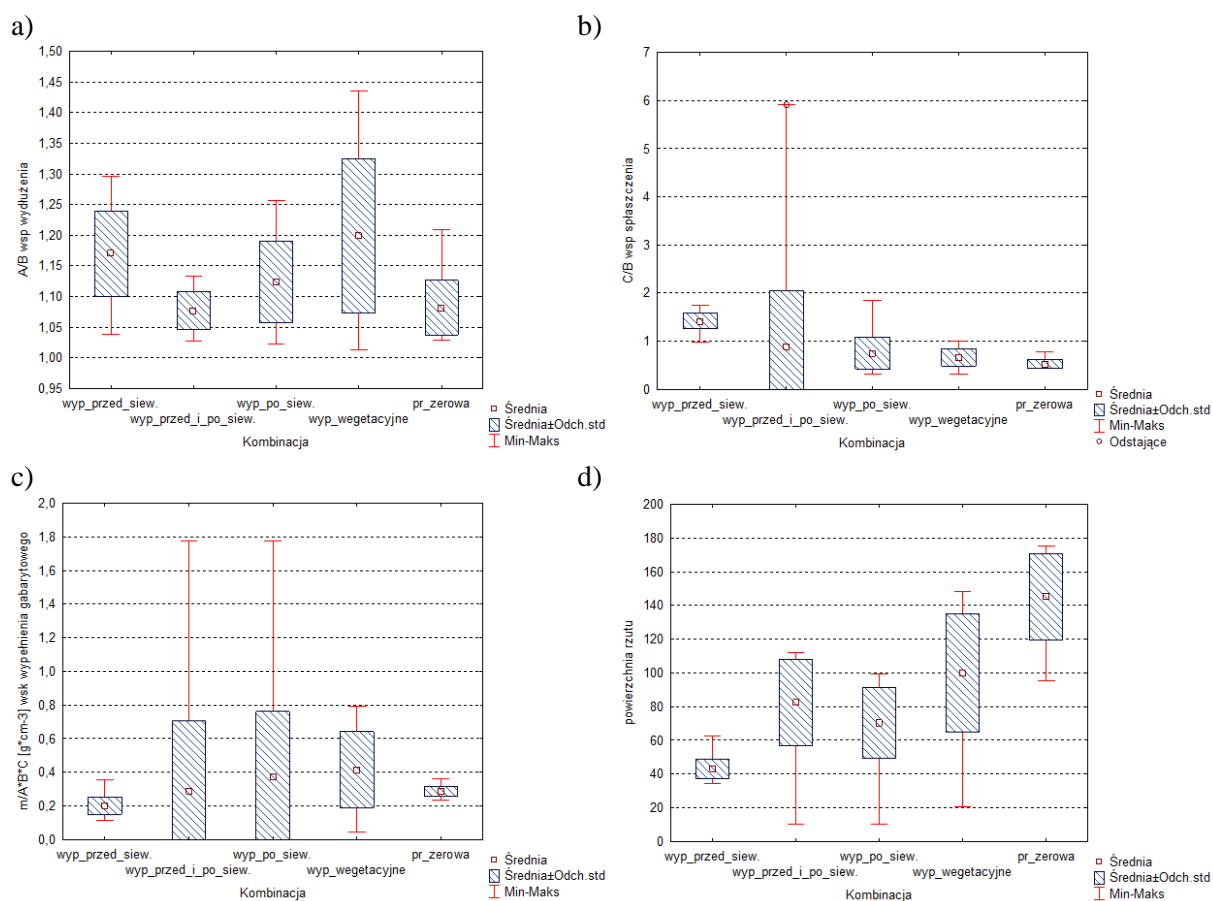 a)
1,50
1,45
1,40
1,35
1,30
1,25
1,20
1,15
1,10
1,05
1,00
0,95
A/B wsp wydłużenia
wyp_przed_siew.
wyp_przed_i_po_siew.
wyp_po_siew.
wyp_wegetacyjne
pr_zerowa
Kombinacja
Średnia
Średnia±Odch.std
Min-Maks
b)
7
6
5
4
3
2
1
0
C/B wsp spłaszczenia
wyp_przed_siew.
wyp_przed_i_po_siew.
wyp_po_siew.
wyp_wegetacyjne
pr_zerowa
Kombinacja
Średnia
Średnia±Odch.std
Min-Maks
Odstające
c)
2,0
1,8
1,6
1,4
1,2
1,0
0,8
0,6
0,4
0,2
0,0
m/A*B*C [g*cm-3] wsk wypełnienia gabarytowego
wyp_przed_siew.
wyp_przed_i_po_siew.
wyp_po_siew.
wyp_wegetacyjne
pr_zerowa
Kombinacja
Średnia
Średnia±Odch.std
Min-Maks
d)
200
180
160
140
120
100
80
60
40
20
0
powierzchnia rzutu
wyp_przed_siew.
wyp_przed_i_po_siew.
wyp_po_siew.
wyp_wegetacyjne
pr_zerowa
Kombinacja
Średnia
Średnia±Odch.std
Min-Maks